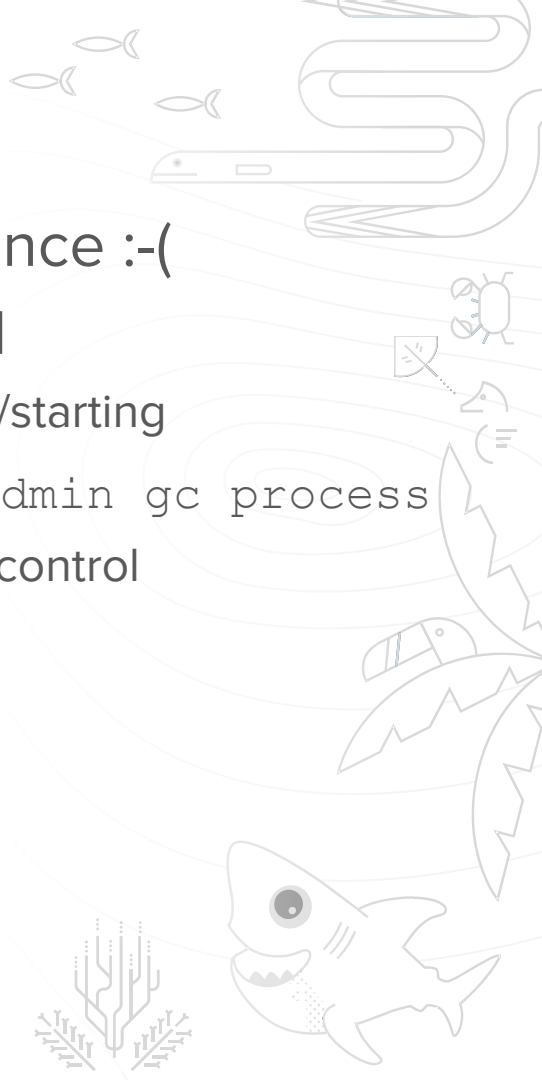 nce :-(
/starting
dmin gc process
control